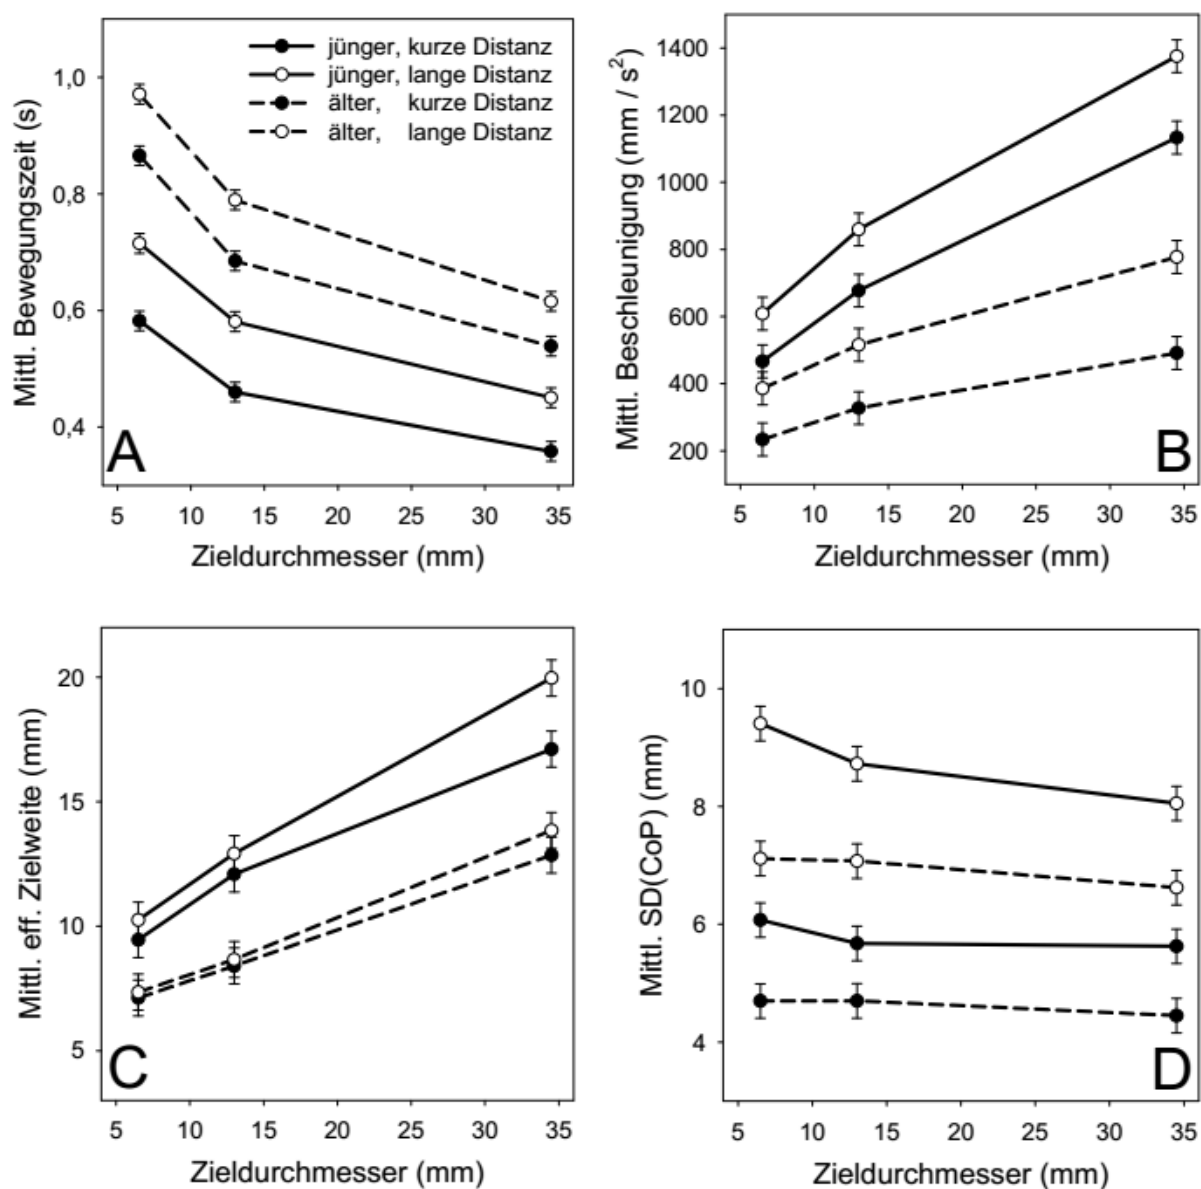 jünger, kurze Distanz
jünger, lange Distanz
älter, kurze Distanz
älter, lange Distanz
Mittl. Bewegungszeit (s)
1,0
0,8
0,6
0,4
A
5 10 15 20 25 30 35
Zieldurchmesser (mm)
Mittl. Beschleunigung (mm / s²)
1400
1200
1000
800
600
400
200
B
5 10 15 20 25 30 35
Zieldurchmesser (mm)
Mittl. eff. Zielweite (mm)
20
15
10
5
C
5 10 15 20 25 30 35
Zieldurchmesser (mm)
Mittl. SD(CoP) (mm)
10
8
6
4
D
5 10 15 20 25 30 35
Zieldurchmesser (mm)